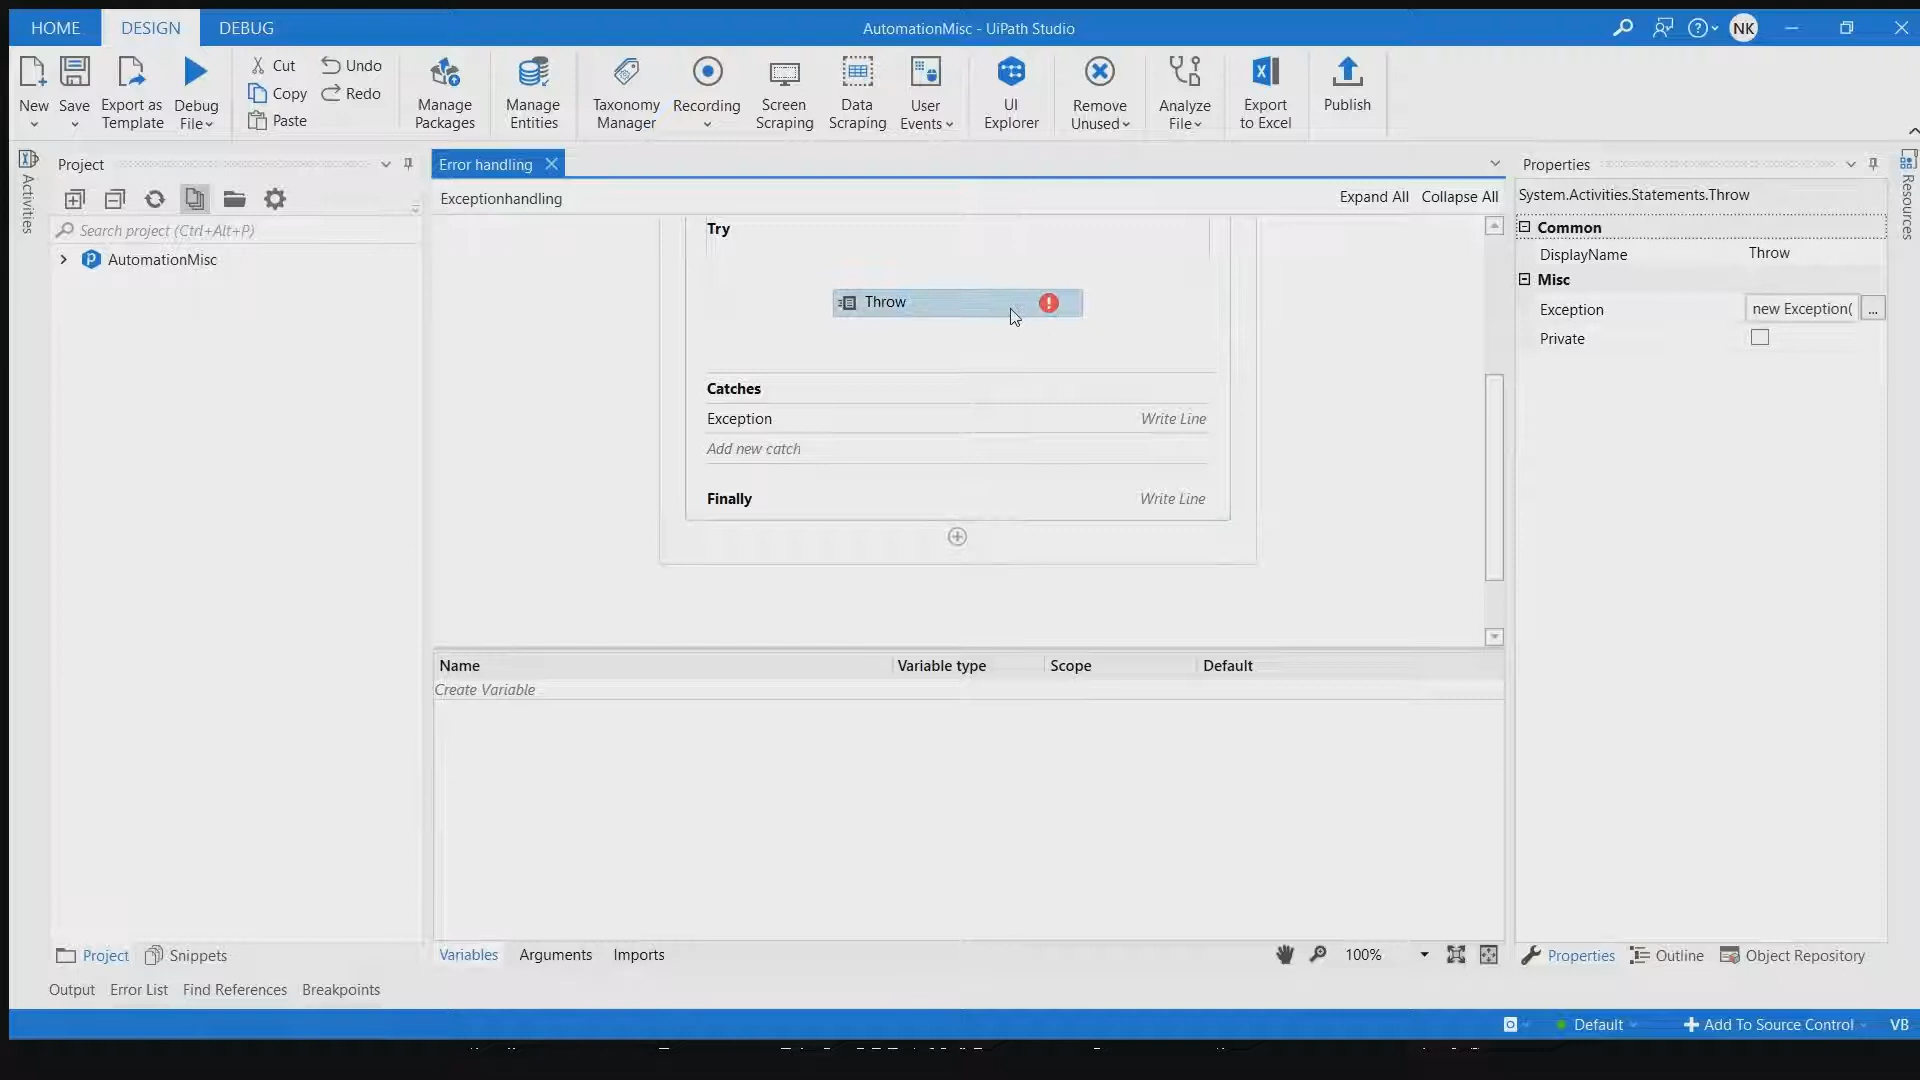 HOME DESIGN DEBUG AutomationMisc - UiPath Studio NK
New
Save
Export as
Template
Debug
File
Cut
Copy
Paste
Undo
Redo
Manage
Packages
Manage
Entities
Taxonomy
Manager
Recording
Screen
Scraping
Data
Scraping
User
Events
UI
Explorer
Remove
Unused
Analyze
File
Export
to Excel
Publish
Activities
Project
Search project (Ctrl+Alt+P)
AutomationMisc
Error handling
Exceptionhandling Expand All Collapse All
Try
Throw
Catches
Exception Write Line
Add new catch
Finally Write Line
Name Variable type Scope Default
Create Variable
Variables Arguments Imports 100%
Properties
System.Activities.Statements.Throw
Common
DisplayName Throw
Misc
Exception new Exception( ...
Private
Resources
Project Snippets
Properties Outline Object Repository
Output Error List Find References Breakpoints
Default Add To Source Control VB